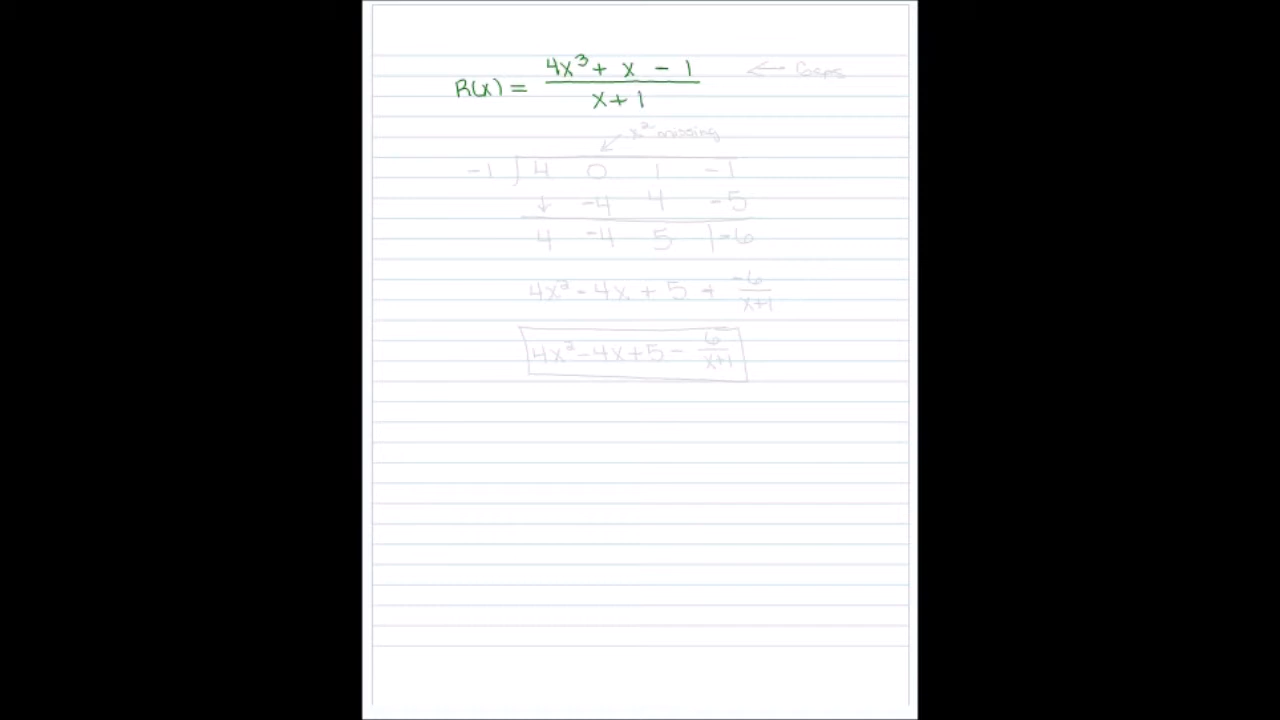 R(x) = (4x³ + x - 1)/(x + 1) ← Gaps
x² missing
-1 4 0 1 -1
↓ -4 4 -5
4 -4 5 | -6
4x² - 4x + 5 + -6/(x+1)
4x² - 4x + 5 - 6/(x+1)